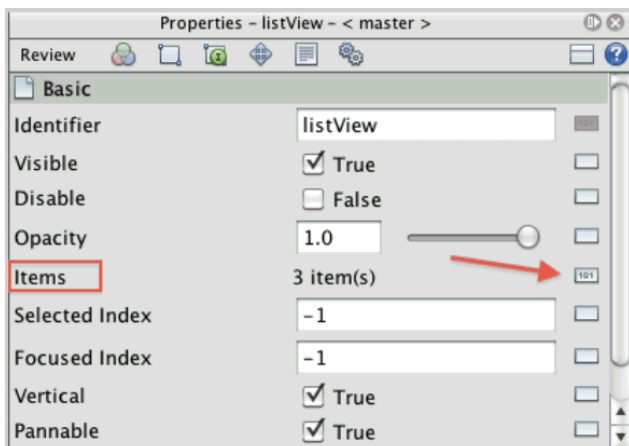 Properties - listView - < master >
Review
Basic
Identifier listView
Visible True
Disable False
Opacity 1.0
Items 3 item(s) 101
Selected Index -1
Focused Index -1
Vertical True
Pannable True